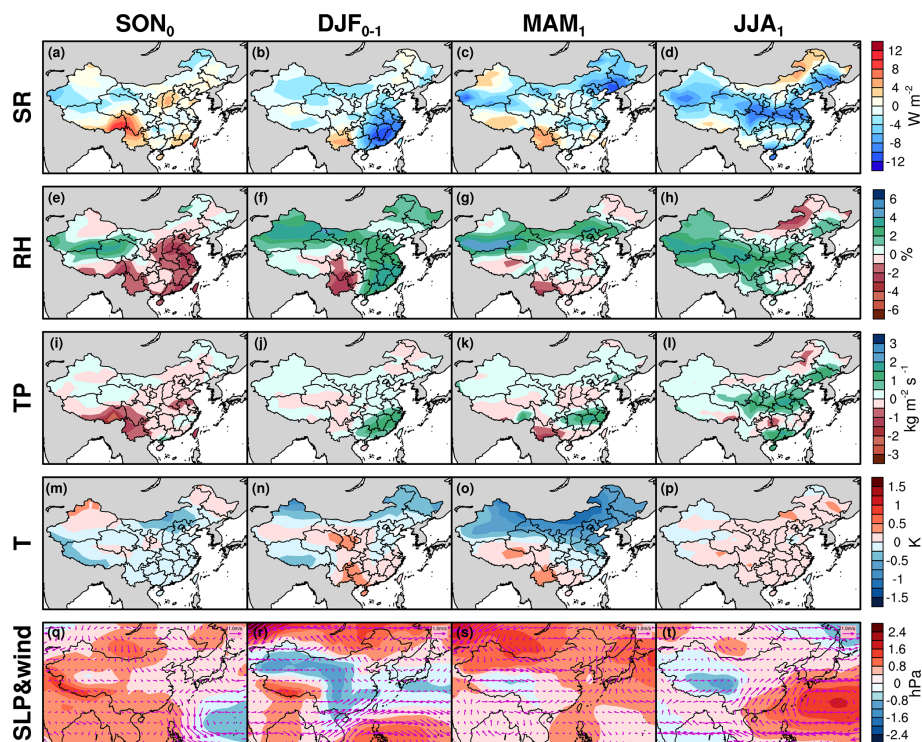 SON₀ DJF₀₋₁ MAM₁ JJA₁
SR (a) (b) (c) (d) 12 8 4 0 -4 -8 -12 W m⁻²
RH (e) (f) (g) (h) 6 4 2 0 -2 -4 -6 %
TP (i) (j) (k) (l) 3 2 1 0 -1 -2 -3 kg m⁻² s⁻¹
T (m) (n) (o) (p) 1.5 1 0.5 0 -0.5 -1 -1.5 K
SLP&wind (q) (r) (s) (t) 2.4 1.6 0.8 0 -0.8 -1.6 -2.4 hPa